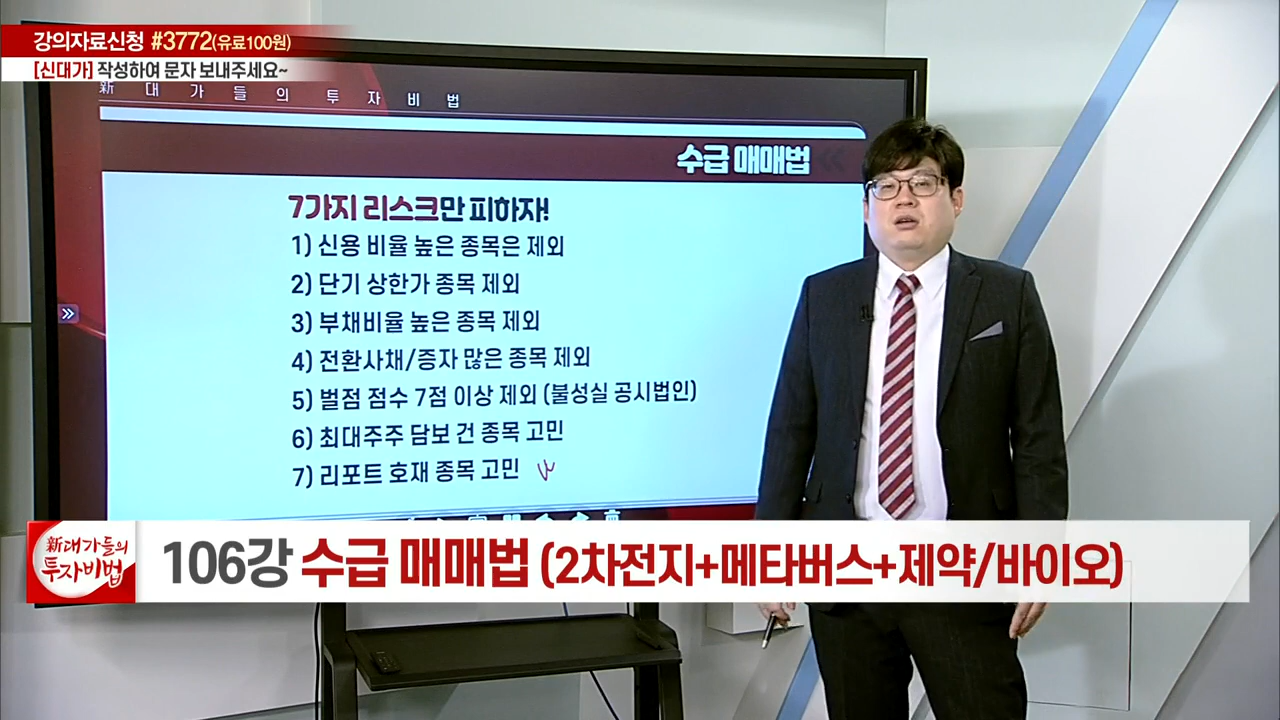 강의자료신청 #3772(유료100원)
[신대가] 작성하여 문자 보내주세요~
新 대 가 들 의 투 자 비 법
수급 매매법
7가지 리스크만 피하자!
1) 신용 비율 높은 종목은 제외
2) 단기 상한가 종목 제외
3) 부채비율 높은 종목 제외
4) 전환사채/증자 많은 종목 제외
5) 벌점 점수 7점 이상 제외 (불성실 공시법인)
6) 최대주주 담보 건 종목 고민
7) 리포트 호재 종목 고민
新대가들의
투자비법
106강 수급 매매법 (2차전지+메타버스+제약/바이오)